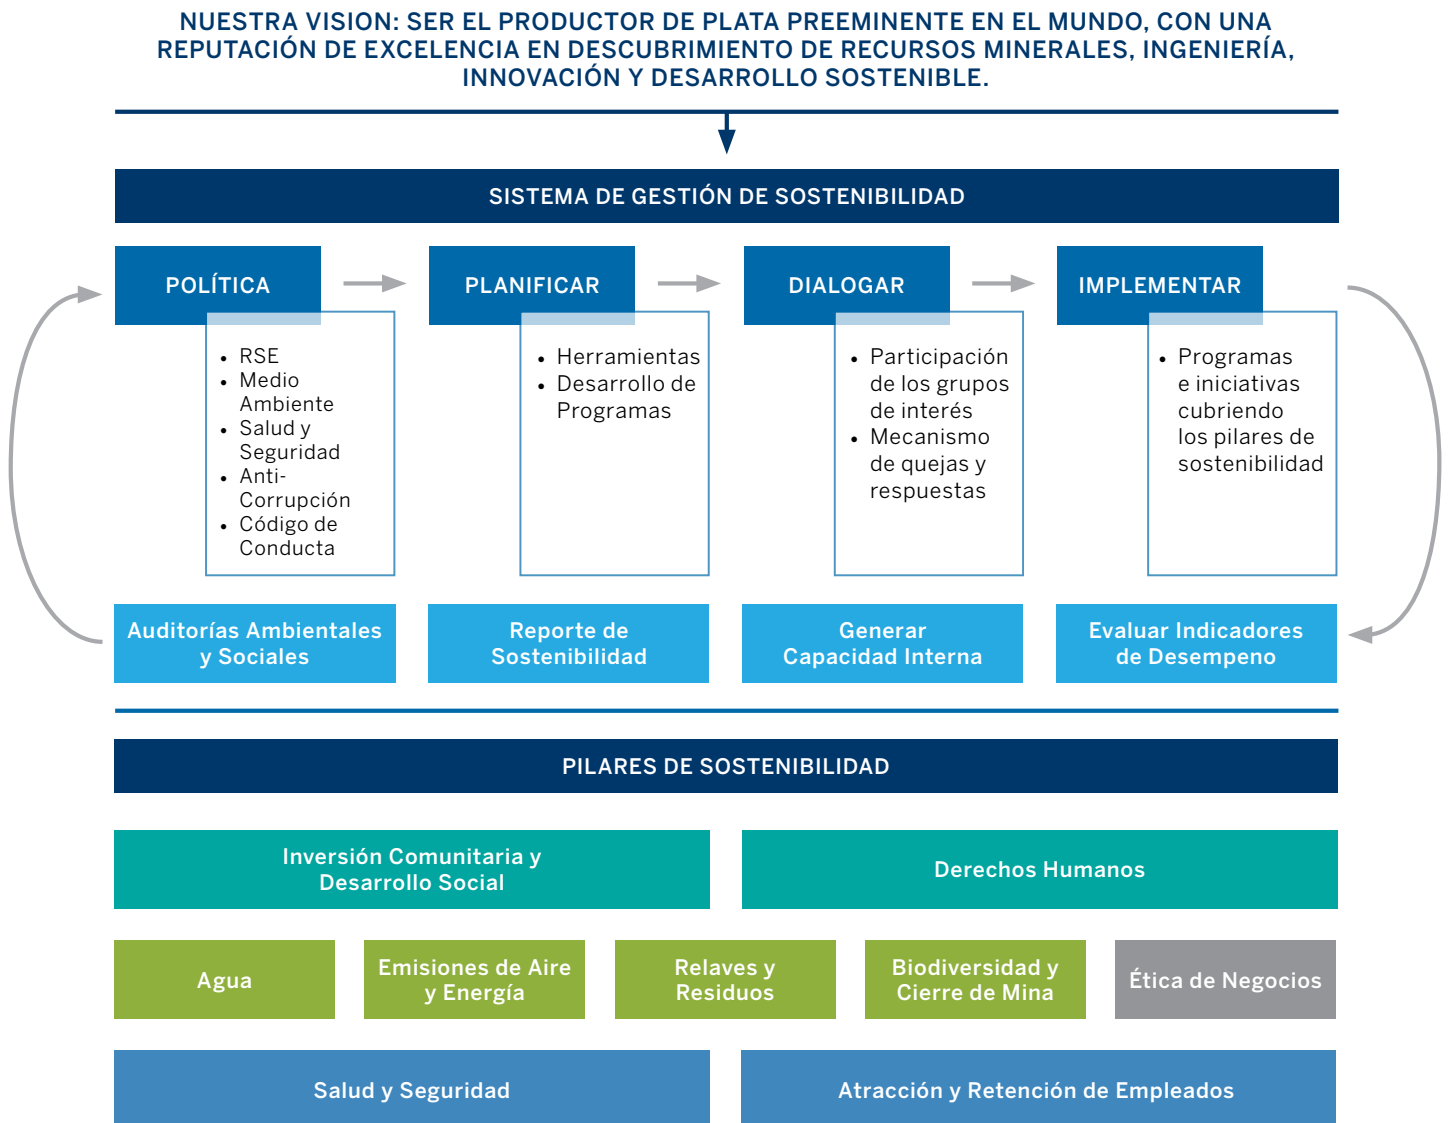 NUESTRA VISION: SER EL PRODUCTOR DE PLATA PREEMINENTE EN EL MUNDO, CON UNA
REPUTACIÓN DE EXCELENCIA EN DESCUBRIMIENTO DE RECURSOS MINERALES, INGENIERÍA,
INNOVACIÓN Y DESARROLLO SOSTENIBLE.
SISTEMA DE GESTIÓN DE SOSTENIBILIDAD
POLÍTICA
• RSE
• Medio
Ambiente
• Salud y
Seguridad
• Anti-
Corrupción
• Código de
Conducta
PLANIFICAR
• Herramientas
• Desarrollo de
Programas
DIALOGAR
• Participación
de los grupos
de interés
• Mecanismo
de quejas y
respuestas
IMPLEMENTAR
• Programas
e iniciativas
cubriendo
los pilares de
sostenibilidad
Auditorías Ambientales
y Sociales
Reporte de
Sostenibilidad
Generar
Capacidad Interna
Evaluar Indicadores
de Desempeno
PILARES DE SOSTENIBILIDAD
Inversión Comunitaria y
Desarrollo Social
Derechos Humanos
Agua
Emisiones de Aire
y Energía
Relaves y
Residuos
Biodiversidad y
Cierre de Mina
Ética de Negocios
Salud y Seguridad
Atracción y Retención de Empleados